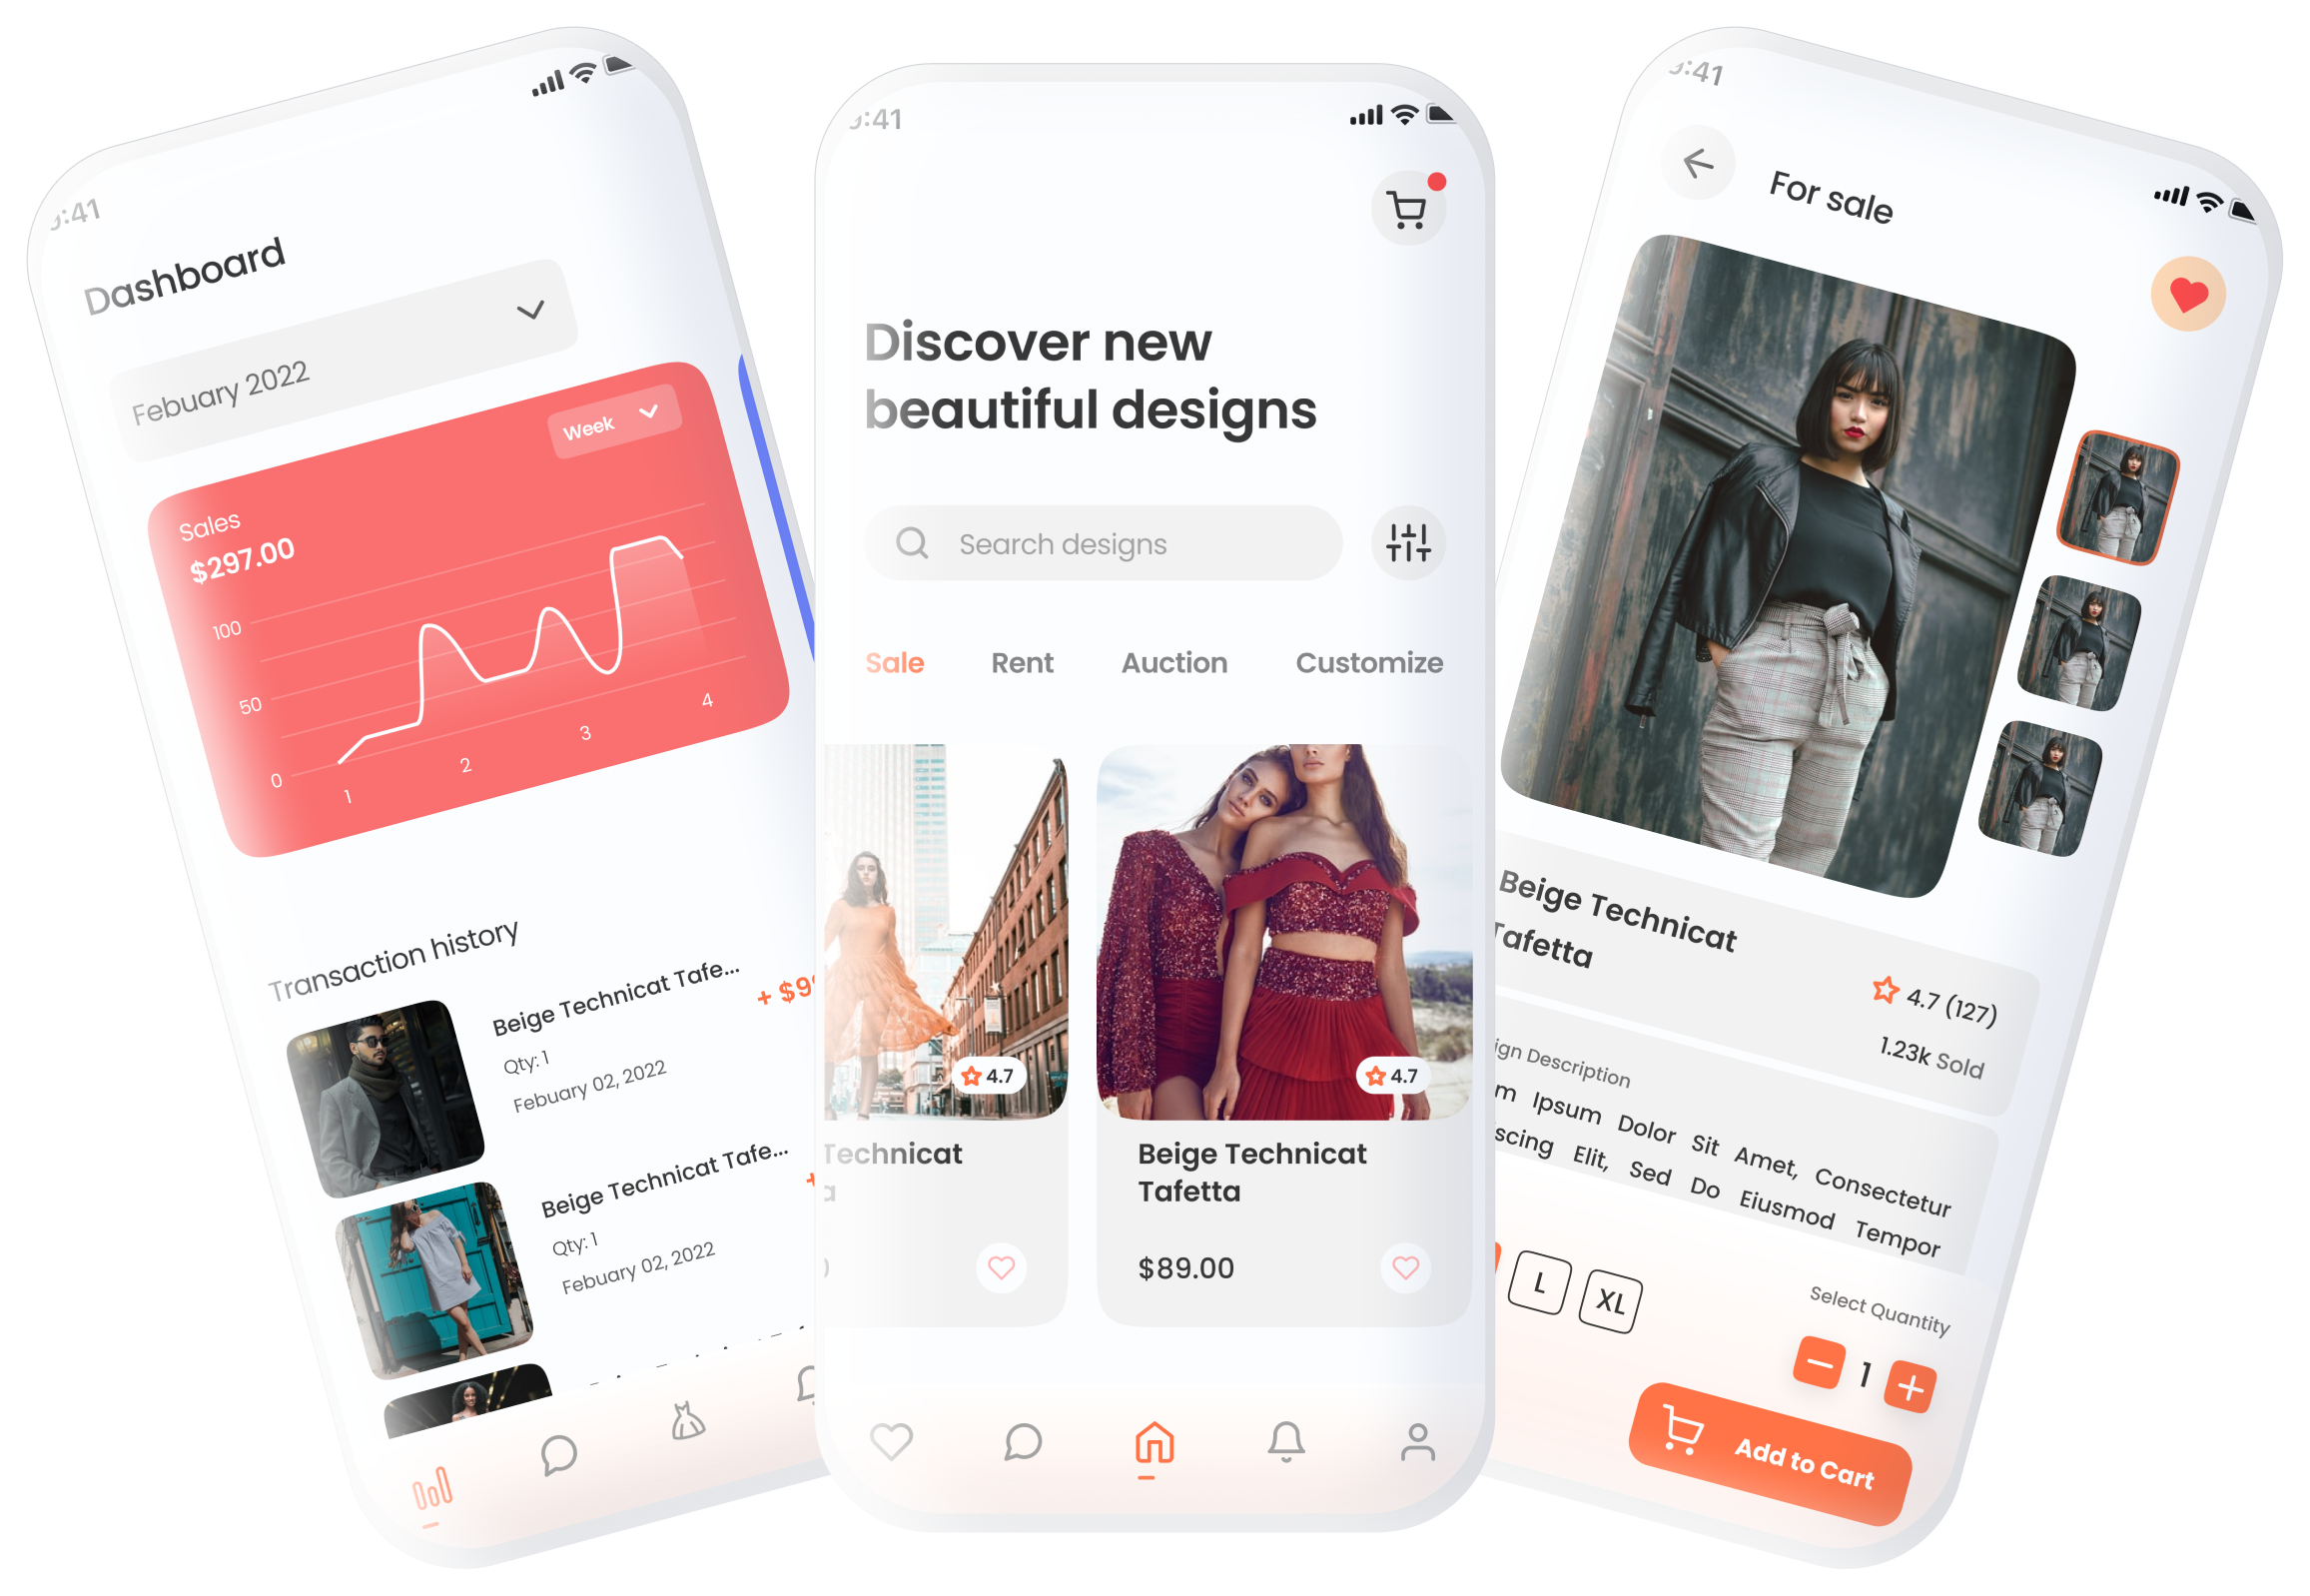 :41
Dashboard
Febuary 2022
Week
Sales
$297.00
100
50
0
1
2
3
4
Transaction history
Beige Technicat Tafe...
+ $9
Qty: 1
Febuary 02, 2022
Beige Technicat Tafe...
+
Qty: 1
Febuary 02, 2022
:41
Discover new
beautiful designs
Search designs
Sale Rent Auction Customize
4.7
Technicat
a
4.7
Beige Technicat
Tafetta
$89.00
:41
For sale
Beige Technicat
Tafetta
4.7 (127)
1.23k Sold
ign Description
m Ipsum Dolor Sit Amet, Consectetur
scing Elit, Sed Do Eiusmod Tempor
L XL
Select Quantity
1
Add to Cart